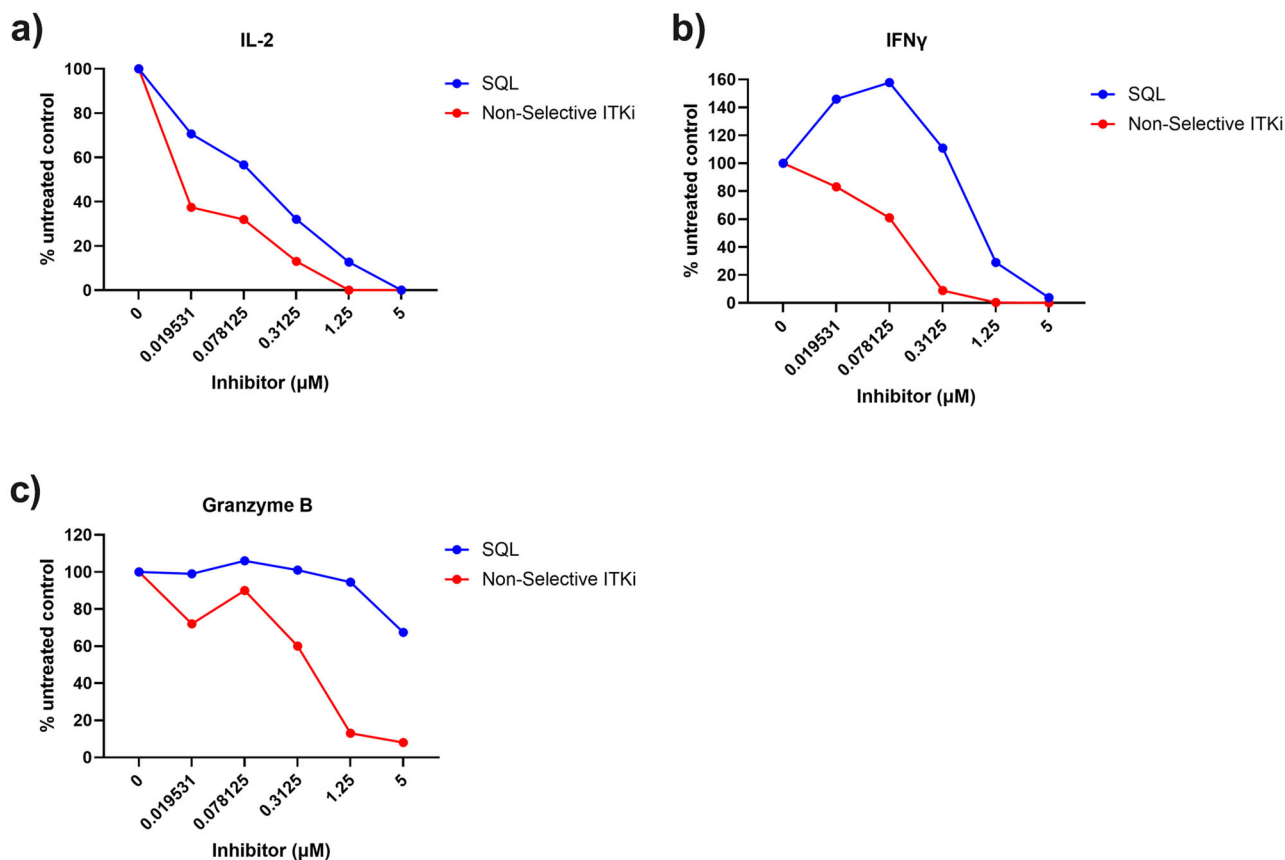 a)
IL-2
% untreated control
100
80
60
40
20
0
0
0.019531
0.078125
0.3125
1.25
5
Inhibitor (µM)
SQL
Non-Selective ITKi
b)
IFNγ
% untreated control
160
140
120
100
80
60
40
20
0
0
0.019531
0.078125
0.3125
1.25
5
Inhibitor (µM)
SQL
Non-Selective ITKi
c)
Granzyme B
% untreated control
120
100
80
60
40
20
0
0
0.019531
0.078125
0.3125
1.25
5
Inhibitor (µM)
SQL
Non-Selective ITKi